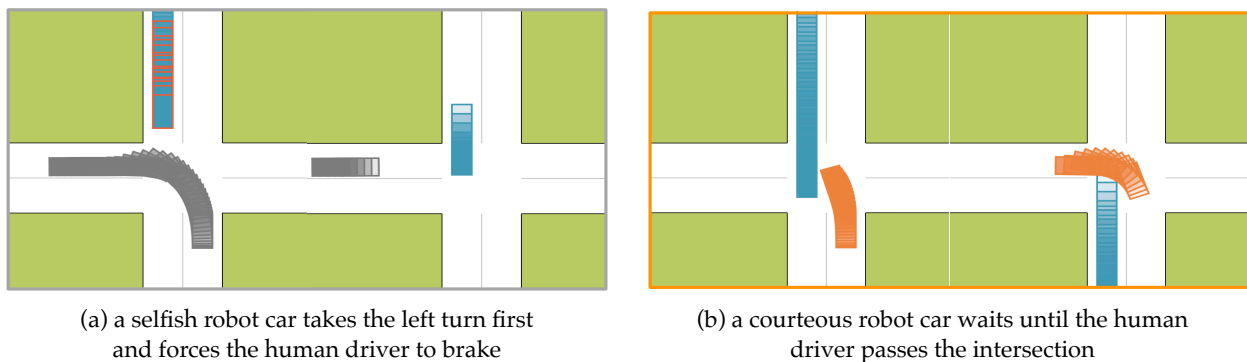 (a) a selfish robot car takes the left turn first
and forces the human driver to brake
(b) a courteous robot car waits until the human
driver passes the intersection